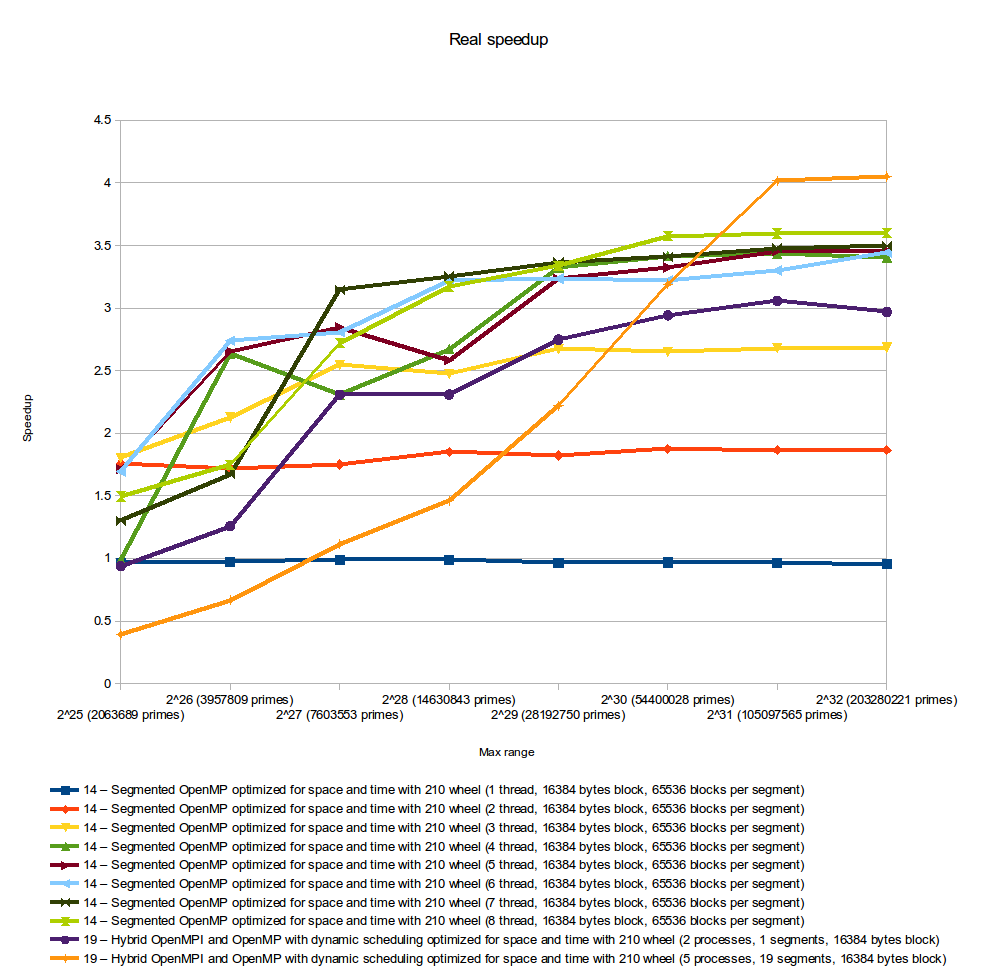 Real speedup
4.5
4
3.5
3
2.5
2
1.5
1
0.5
0
Speedup
2^26 (3957809 primes) 2^28 (14630843 primes) 2^30 (54400028 primes) 2^32 (203280221 primes)
2^25 (2063689 primes) 2^27 (7603553 primes) 2^29 (28192750 primes) 2^31 (105097565 primes)
Max range
14 – Segmented OpenMP optimized for space and time with 210 wheel (1 thread, 16384 bytes block, 65536 blocks per segment)
14 – Segmented OpenMP optimized for space and time with 210 wheel (2 thread, 16384 bytes block, 65536 blocks per segment)
14 – Segmented OpenMP optimized for space and time with 210 wheel (3 thread, 16384 bytes block, 65536 blocks per segment)
14 – Segmented OpenMP optimized for space and time with 210 wheel (4 thread, 16384 bytes block, 65536 blocks per segment)
14 – Segmented OpenMP optimized for space and time with 210 wheel (5 thread, 16384 bytes block, 65536 blocks per segment)
14 – Segmented OpenMP optimized for space and time with 210 wheel (6 thread, 16384 bytes block, 65536 blocks per segment)
14 – Segmented OpenMP optimized for space and time with 210 wheel (7 thread, 16384 bytes block, 65536 blocks per segment)
14 – Segmented OpenMP optimized for space and time with 210 wheel (8 thread, 16384 bytes block, 65536 blocks per segment)
19 – Hybrid OpenMPI and OpenMP with dynamic scheduling optimized for space and time with 210 wheel (2 processes, 1 segments, 16384 bytes block)
19 – Hybrid OpenMPI and OpenMP with dynamic scheduling optimized for space and time with 210 wheel (5 processes, 19 segments, 16384 bytes block)